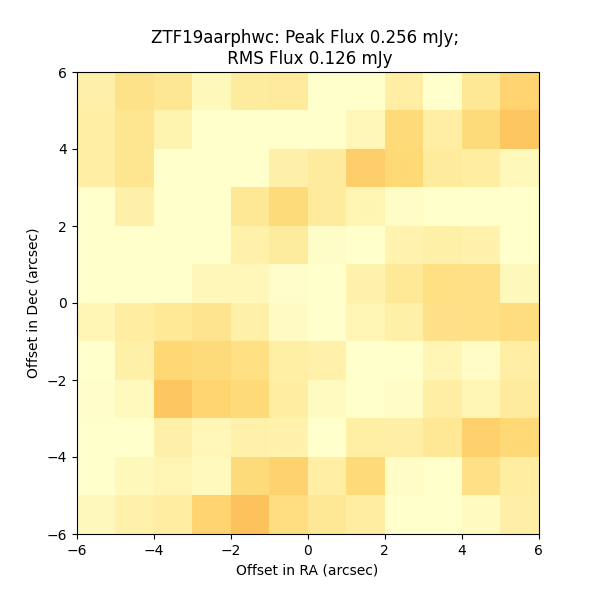 ZTF19aarphwc: Peak Flux 0.256 mJy;
RMS Flux 0.126 mJy
6
4
2
0
−2
−4
−6
Offset in Dec (arcsec)
−6 −4 −2 0 2 4 6
Offset in RA (arcsec)